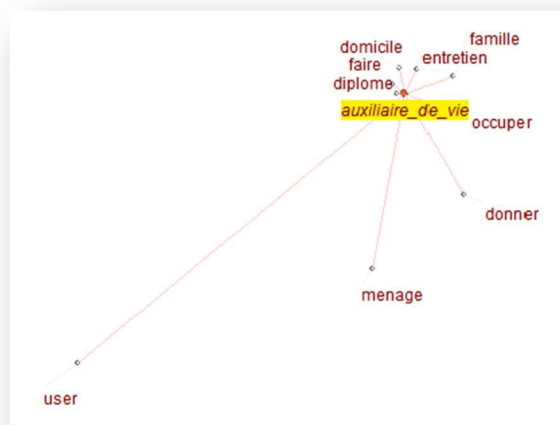 famille
domicile
entretien
faire
diplome
auxiliaire_de_vie
occuper
donner
menage
user